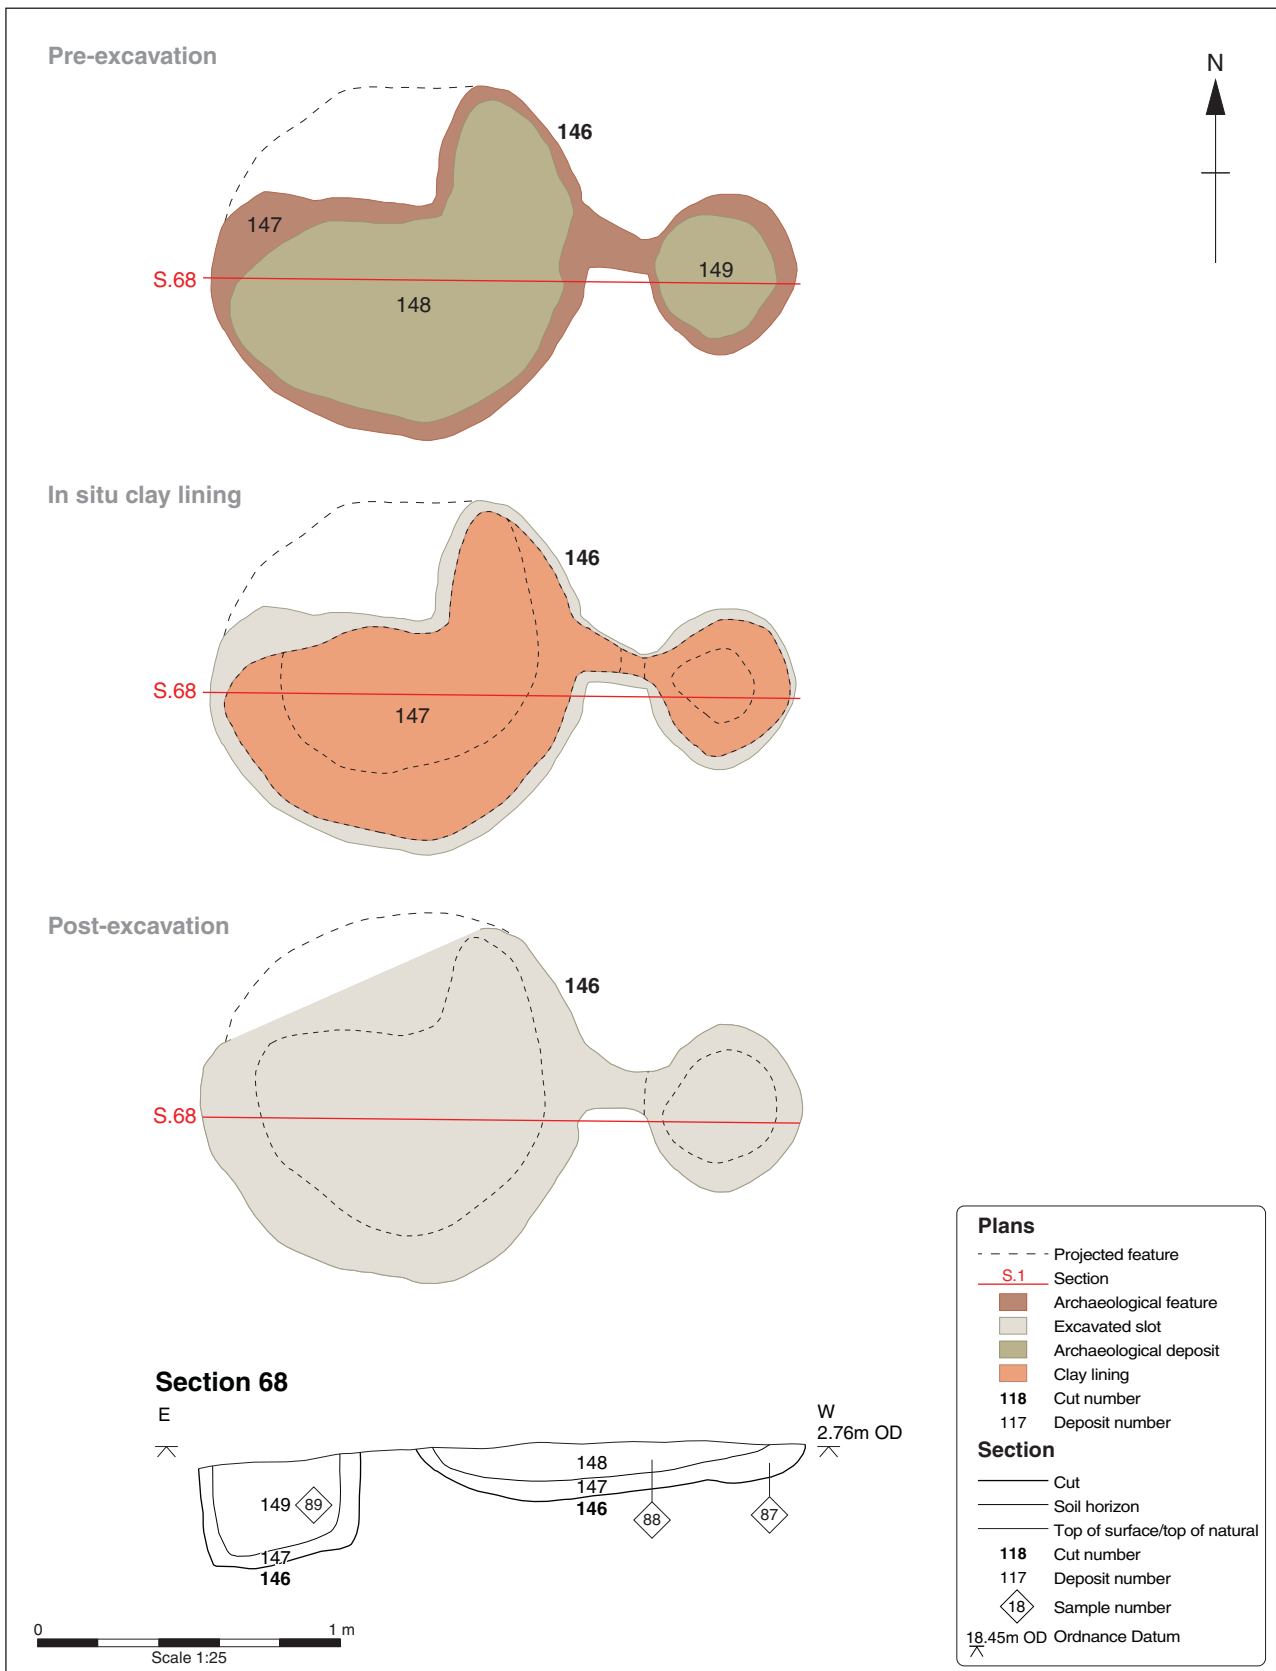 Pre-excavation
N
146
147
S.68
149
148
In situ clay lining
146
S.68
147
Post-excavation
146
S.68
Section 68
E
W
2.76m OD
148
147
146
149
89
88
87
147
146
0
1 m
Scale 1:25
Plans
Projected feature
S.1 Section
Archaeological feature
Excavated slot
Archaeological deposit
Clay lining
118 Cut number
117 Deposit number
Section
Cut
Soil horizon
Top of surface/top of natural
118 Cut number
117 Deposit number
18 Sample number
18.45m OD Ordnance Datum